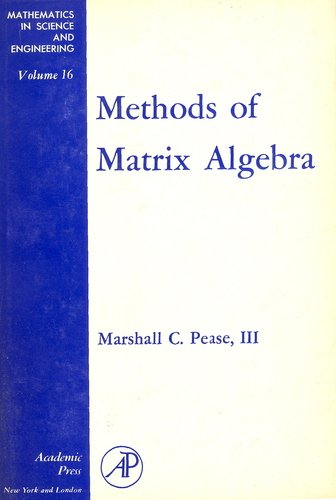 MATHEMATICS
IN SCIENCE
AND
ENGINEERING
Volume 16
Methods of
Matrix Algebra
Marshall C. Pease, III
Academic
Press
New York and London
AP